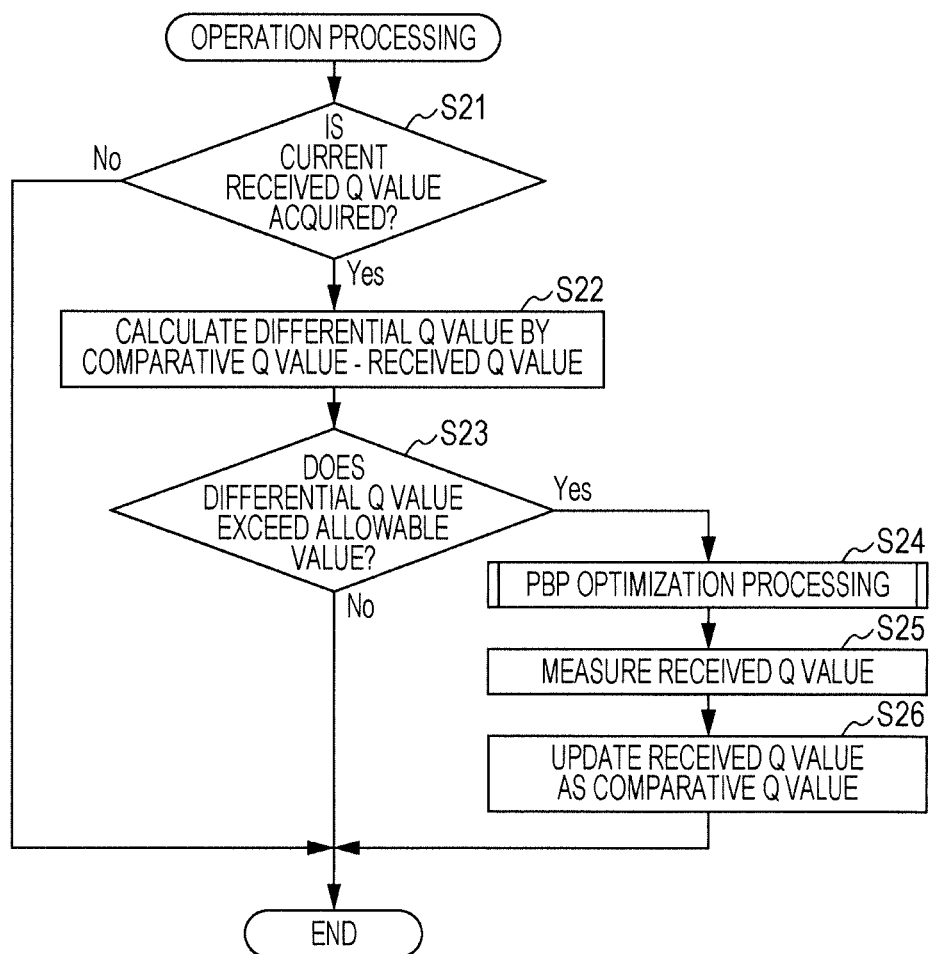 OPERATION PROCESSING
S21
IS
CURRENT
RECEIVED Q VALUE
ACQUIRED?
No
Yes
S22
CALCULATE DIFFERENTIAL Q VALUE BY
COMPARATIVE Q VALUE - RECEIVED Q VALUE
S23
DOES
DIFFERENTIAL Q VALUE
EXCEED ALLOWABLE
VALUE?
Yes
No
S24
PBP OPTIMIZATION PROCESSING
S25
MEASURE RECEIVED Q VALUE
S26
UPDATE RECEIVED Q VALUE
AS COMPARATIVE Q VALUE
END